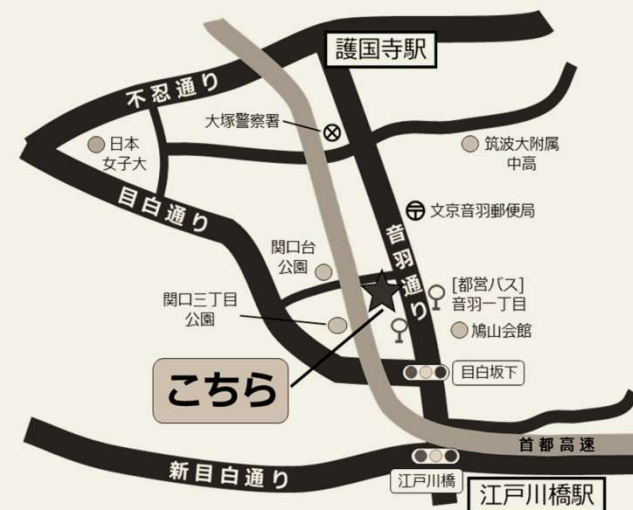 護国寺駅
不忍通り
大塚警察署
日本
女子大
筑波大附属
中高
目白通り
文京音羽郵便局
音羽通り
関口台
公園
[都営バス]
音羽一丁目
関口三丁目
公園
鳩山会館
目白坂下
こちら
首都高速
新目白通り
江戸川橋
江戸川橋駅